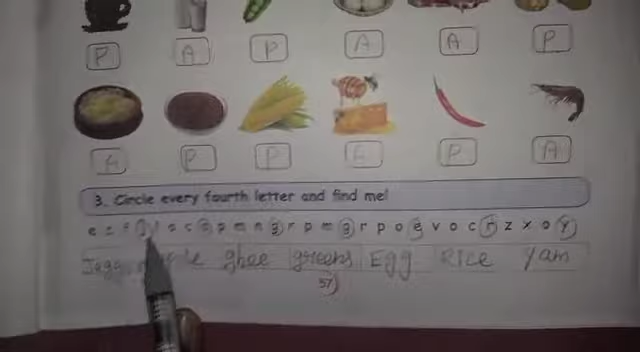 P A P A A P
A P P A P A
3. Circle every fourth letter and find me!
g r p m g r p o e v o c r z x o y
ghee greens Egg Rice Yam
57